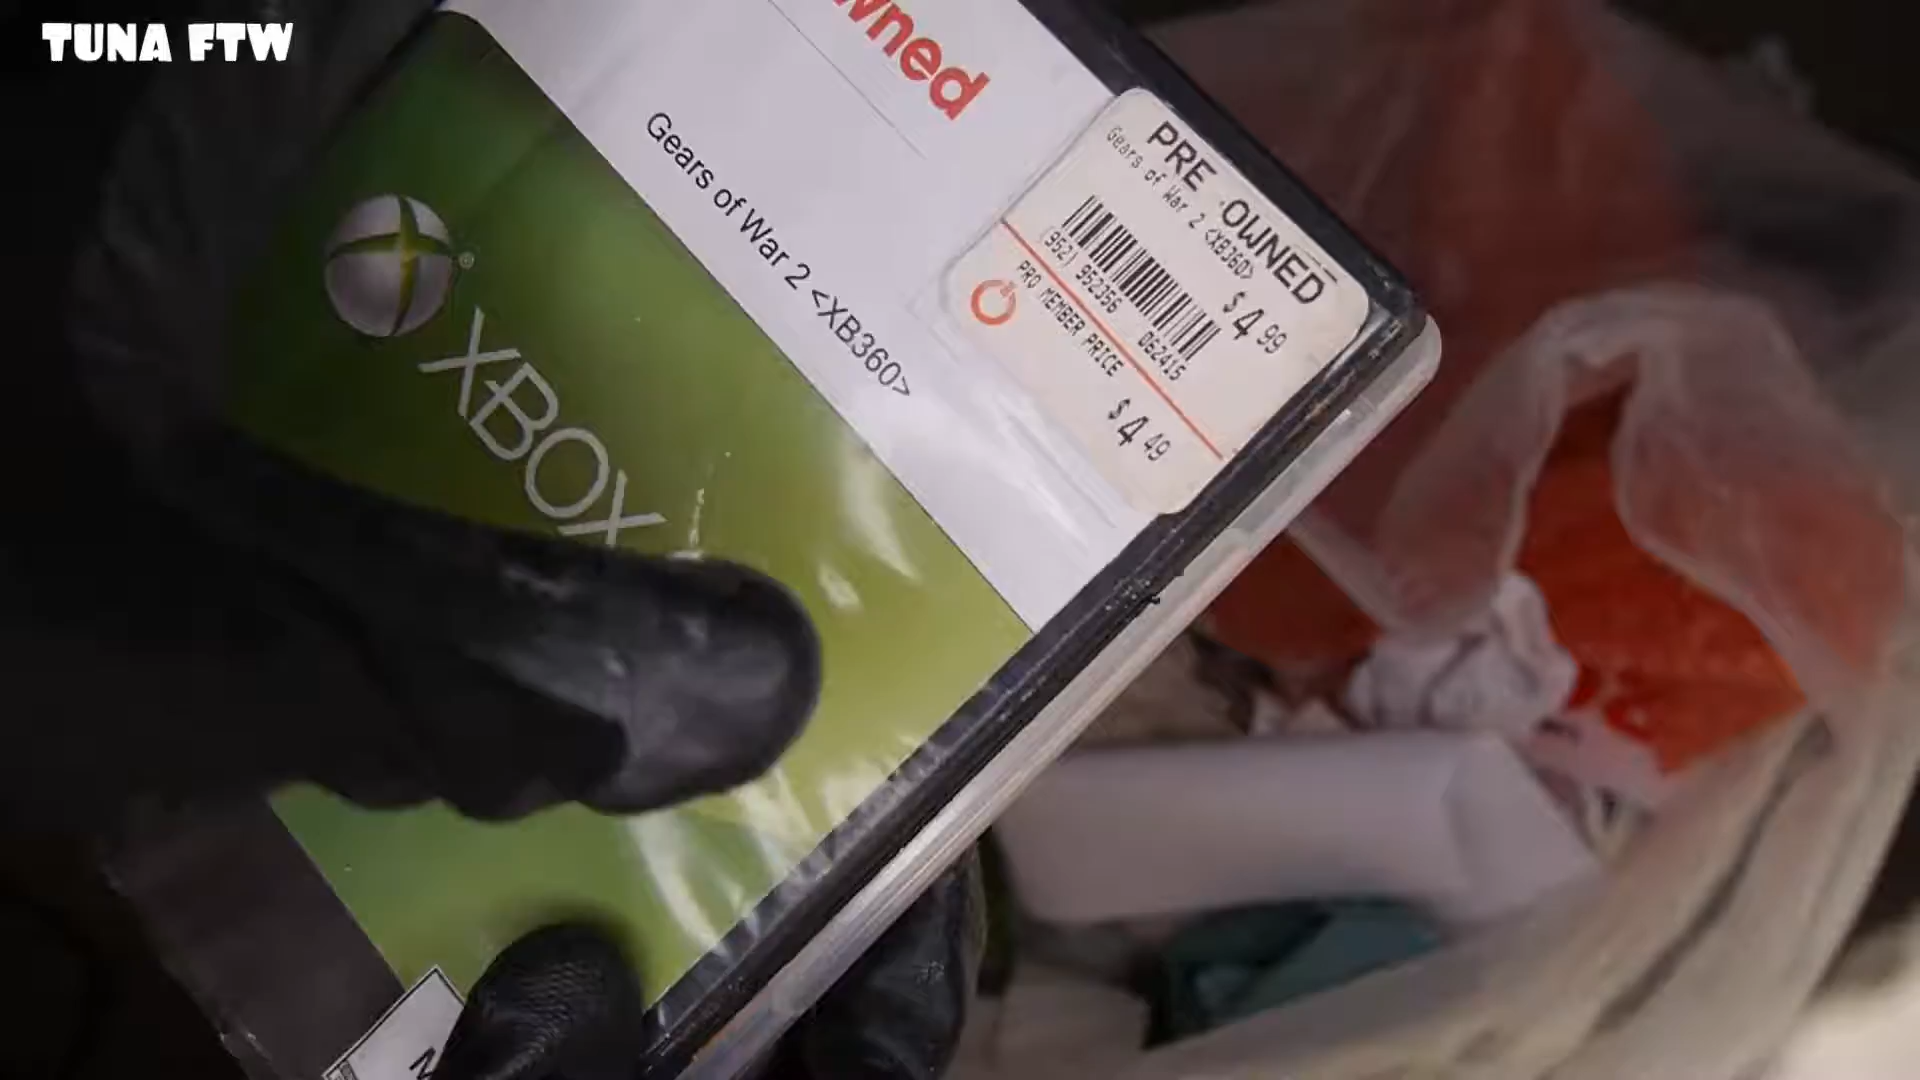 TUNA FTW
wned
Gears of War 2 <XB360>
PRE-OWNED
Gears of War 2 <XB360>
$4.99
(952) 952356 062415
PRO MEMBER PRICE
$4.49
XBOX
M